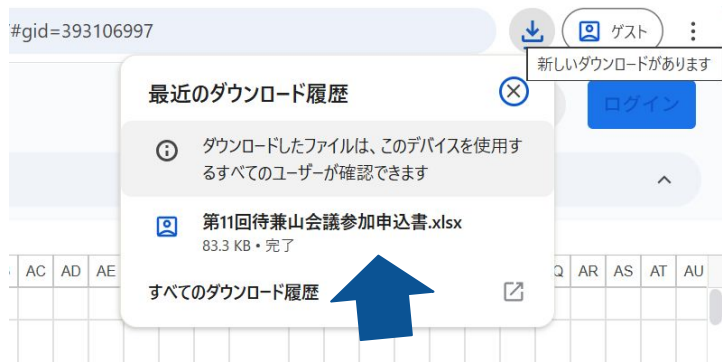 /#gid=393106997
ゲスト
新しいダウンロードがあります
最近のダウンロード履歴
ログイン
ダウンロードしたファイルは、このデバイスを使用す
るすべてのユーザーが確認できます
第11回待兼山会議参加申込書.xlsx
83.3 KB • 完了
AC AD AE
AR AS AT AU
すべてのダウンロード履歴